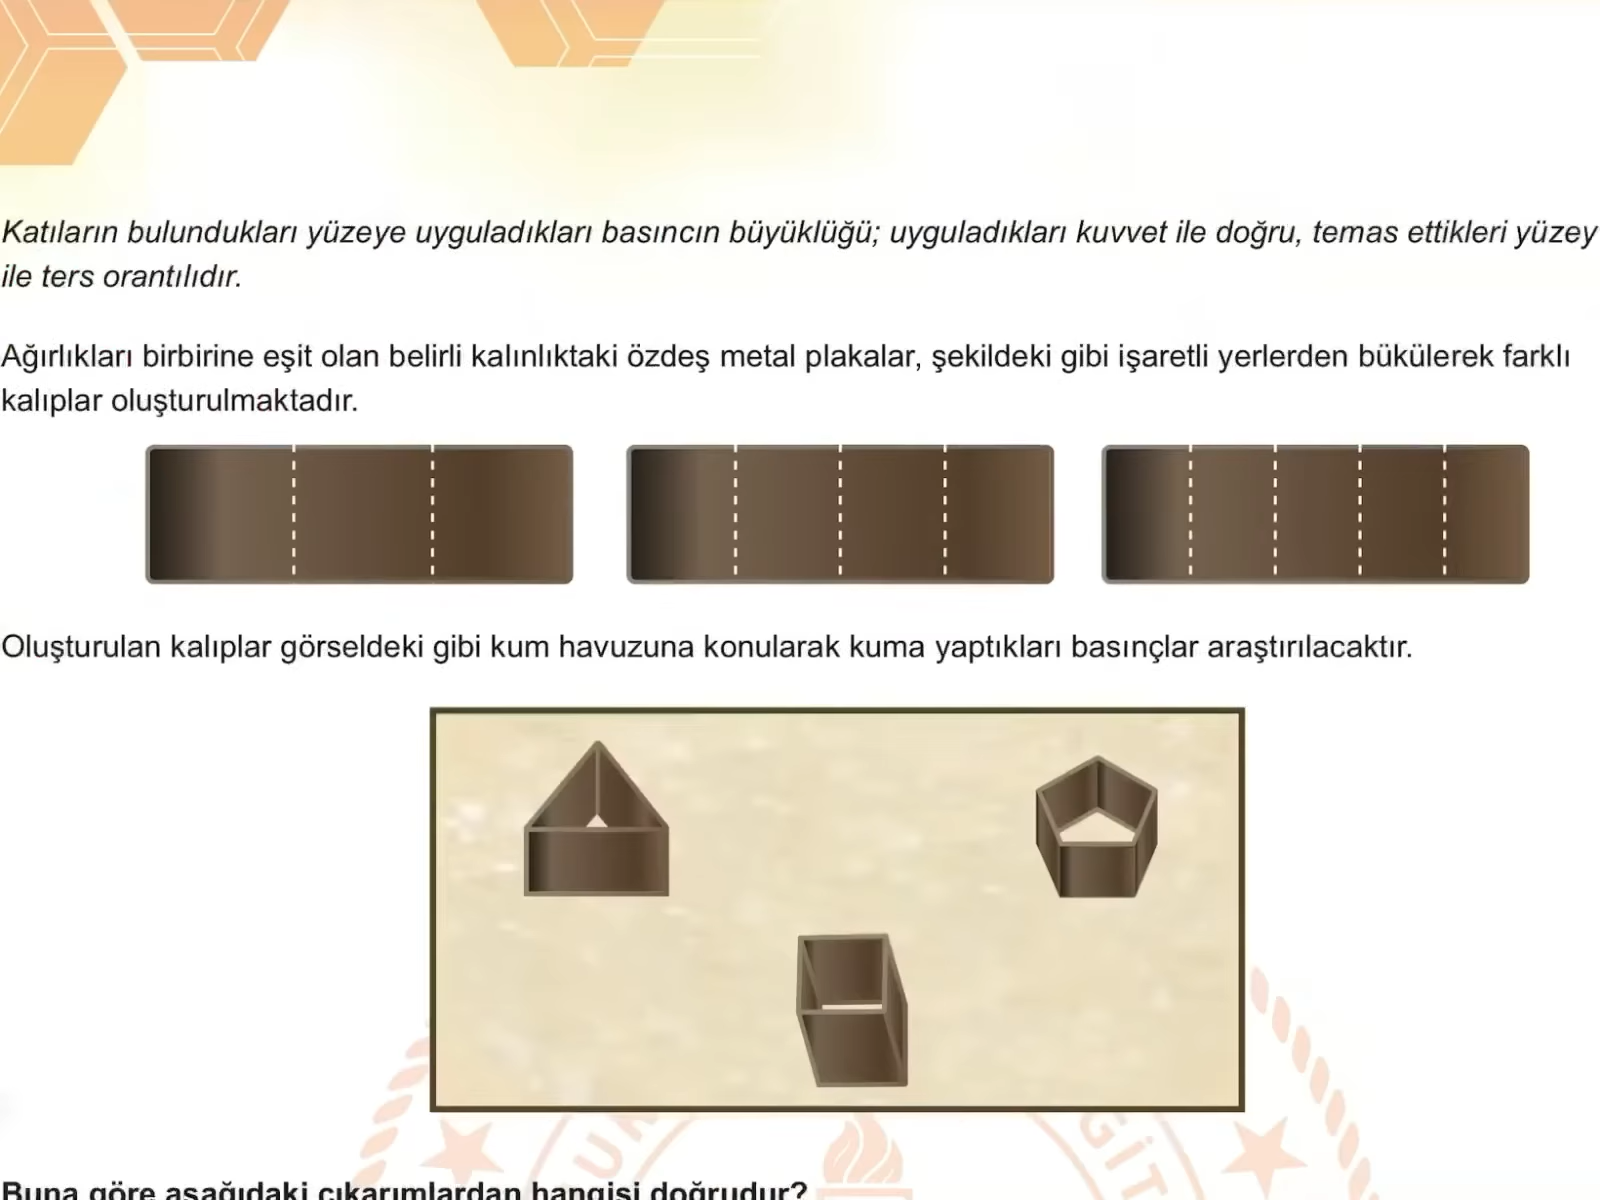 Katıların bulundukları yüzeye uyguladıkları basıncın büyüklüğü; uyguladıkları kuvvet ile doğru, temas ettikleri yüzey
ile ters orantılıdır.
Ağırlıkları birbirine eşit olan belirli kalınlıktaki özdeş metal plakalar, şekildeki gibi işaretli yerlerden bükülerek farklı
kalıplar oluşturulmaktadır.
Oluşturulan kalıplar görseldeki gibi kum havuzuna konularak kuma yaptıkları basınçlar araştırılacaktır.
Buna göre aşağıdaki çıkarımlardan hangisi doğrudur?